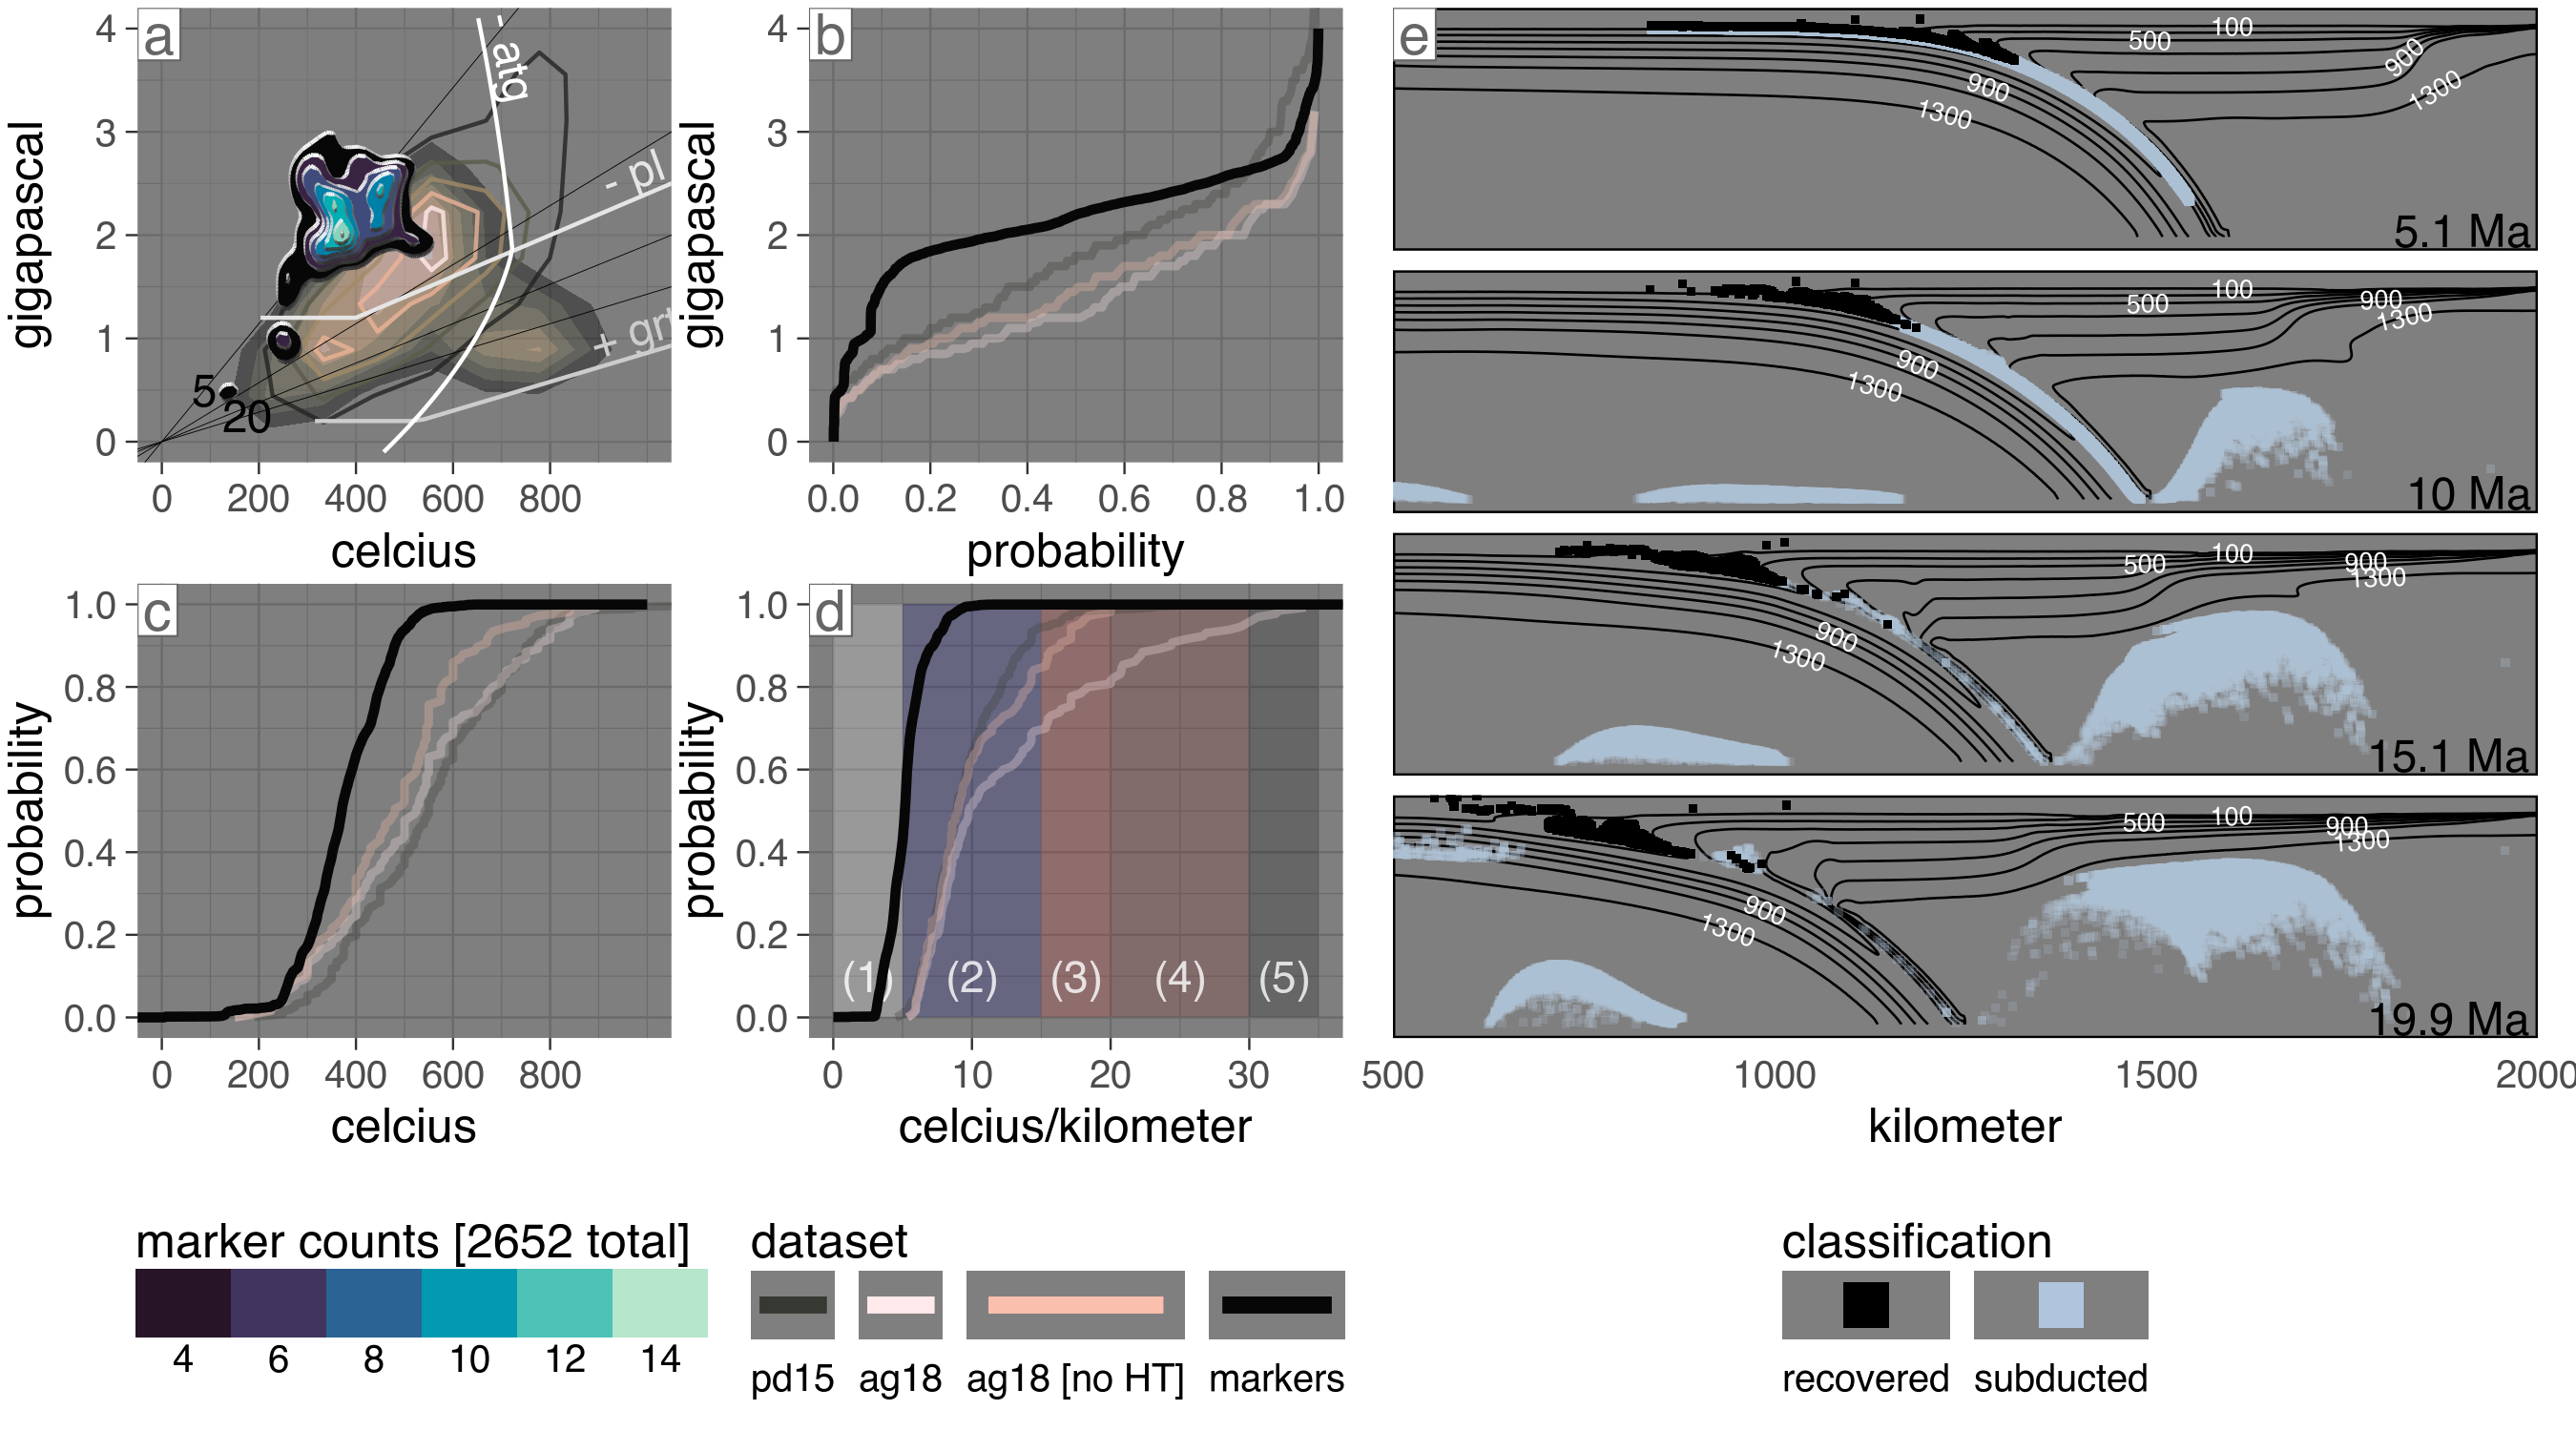 a
4
3
2
1
0
gigapascal
- atg
- pl
+ gr
5
20
0 200 400 600 800
celcius
b
4
3
2
1
0
gigapascal
0.0 0.2 0.4 0.6 0.8 1.0
probability
c
1.0
0.8
0.6
0.4
0.2
0.0
probability
0 200 400 600 800
celcius
d
1.0
0.8
0.6
0.4
0.2
0.0
probability
(1) (2) (3) (4) (5)
0 10 20 30
celcius/kilometer
e
100
500
900
1300
900
1300
5.1 Ma
100
500
900
1300
900
1300
10 Ma
100
500
900
1300
900
1300
15.1 Ma
100
500
900
1300
900
1300
19.9 Ma
500 1000 1500 2000
kilometer
marker counts [2652 total]
4 6 8 10 12 14
dataset
pd15 ag18 ag18 [no HT] markers
classification
recovered subducted